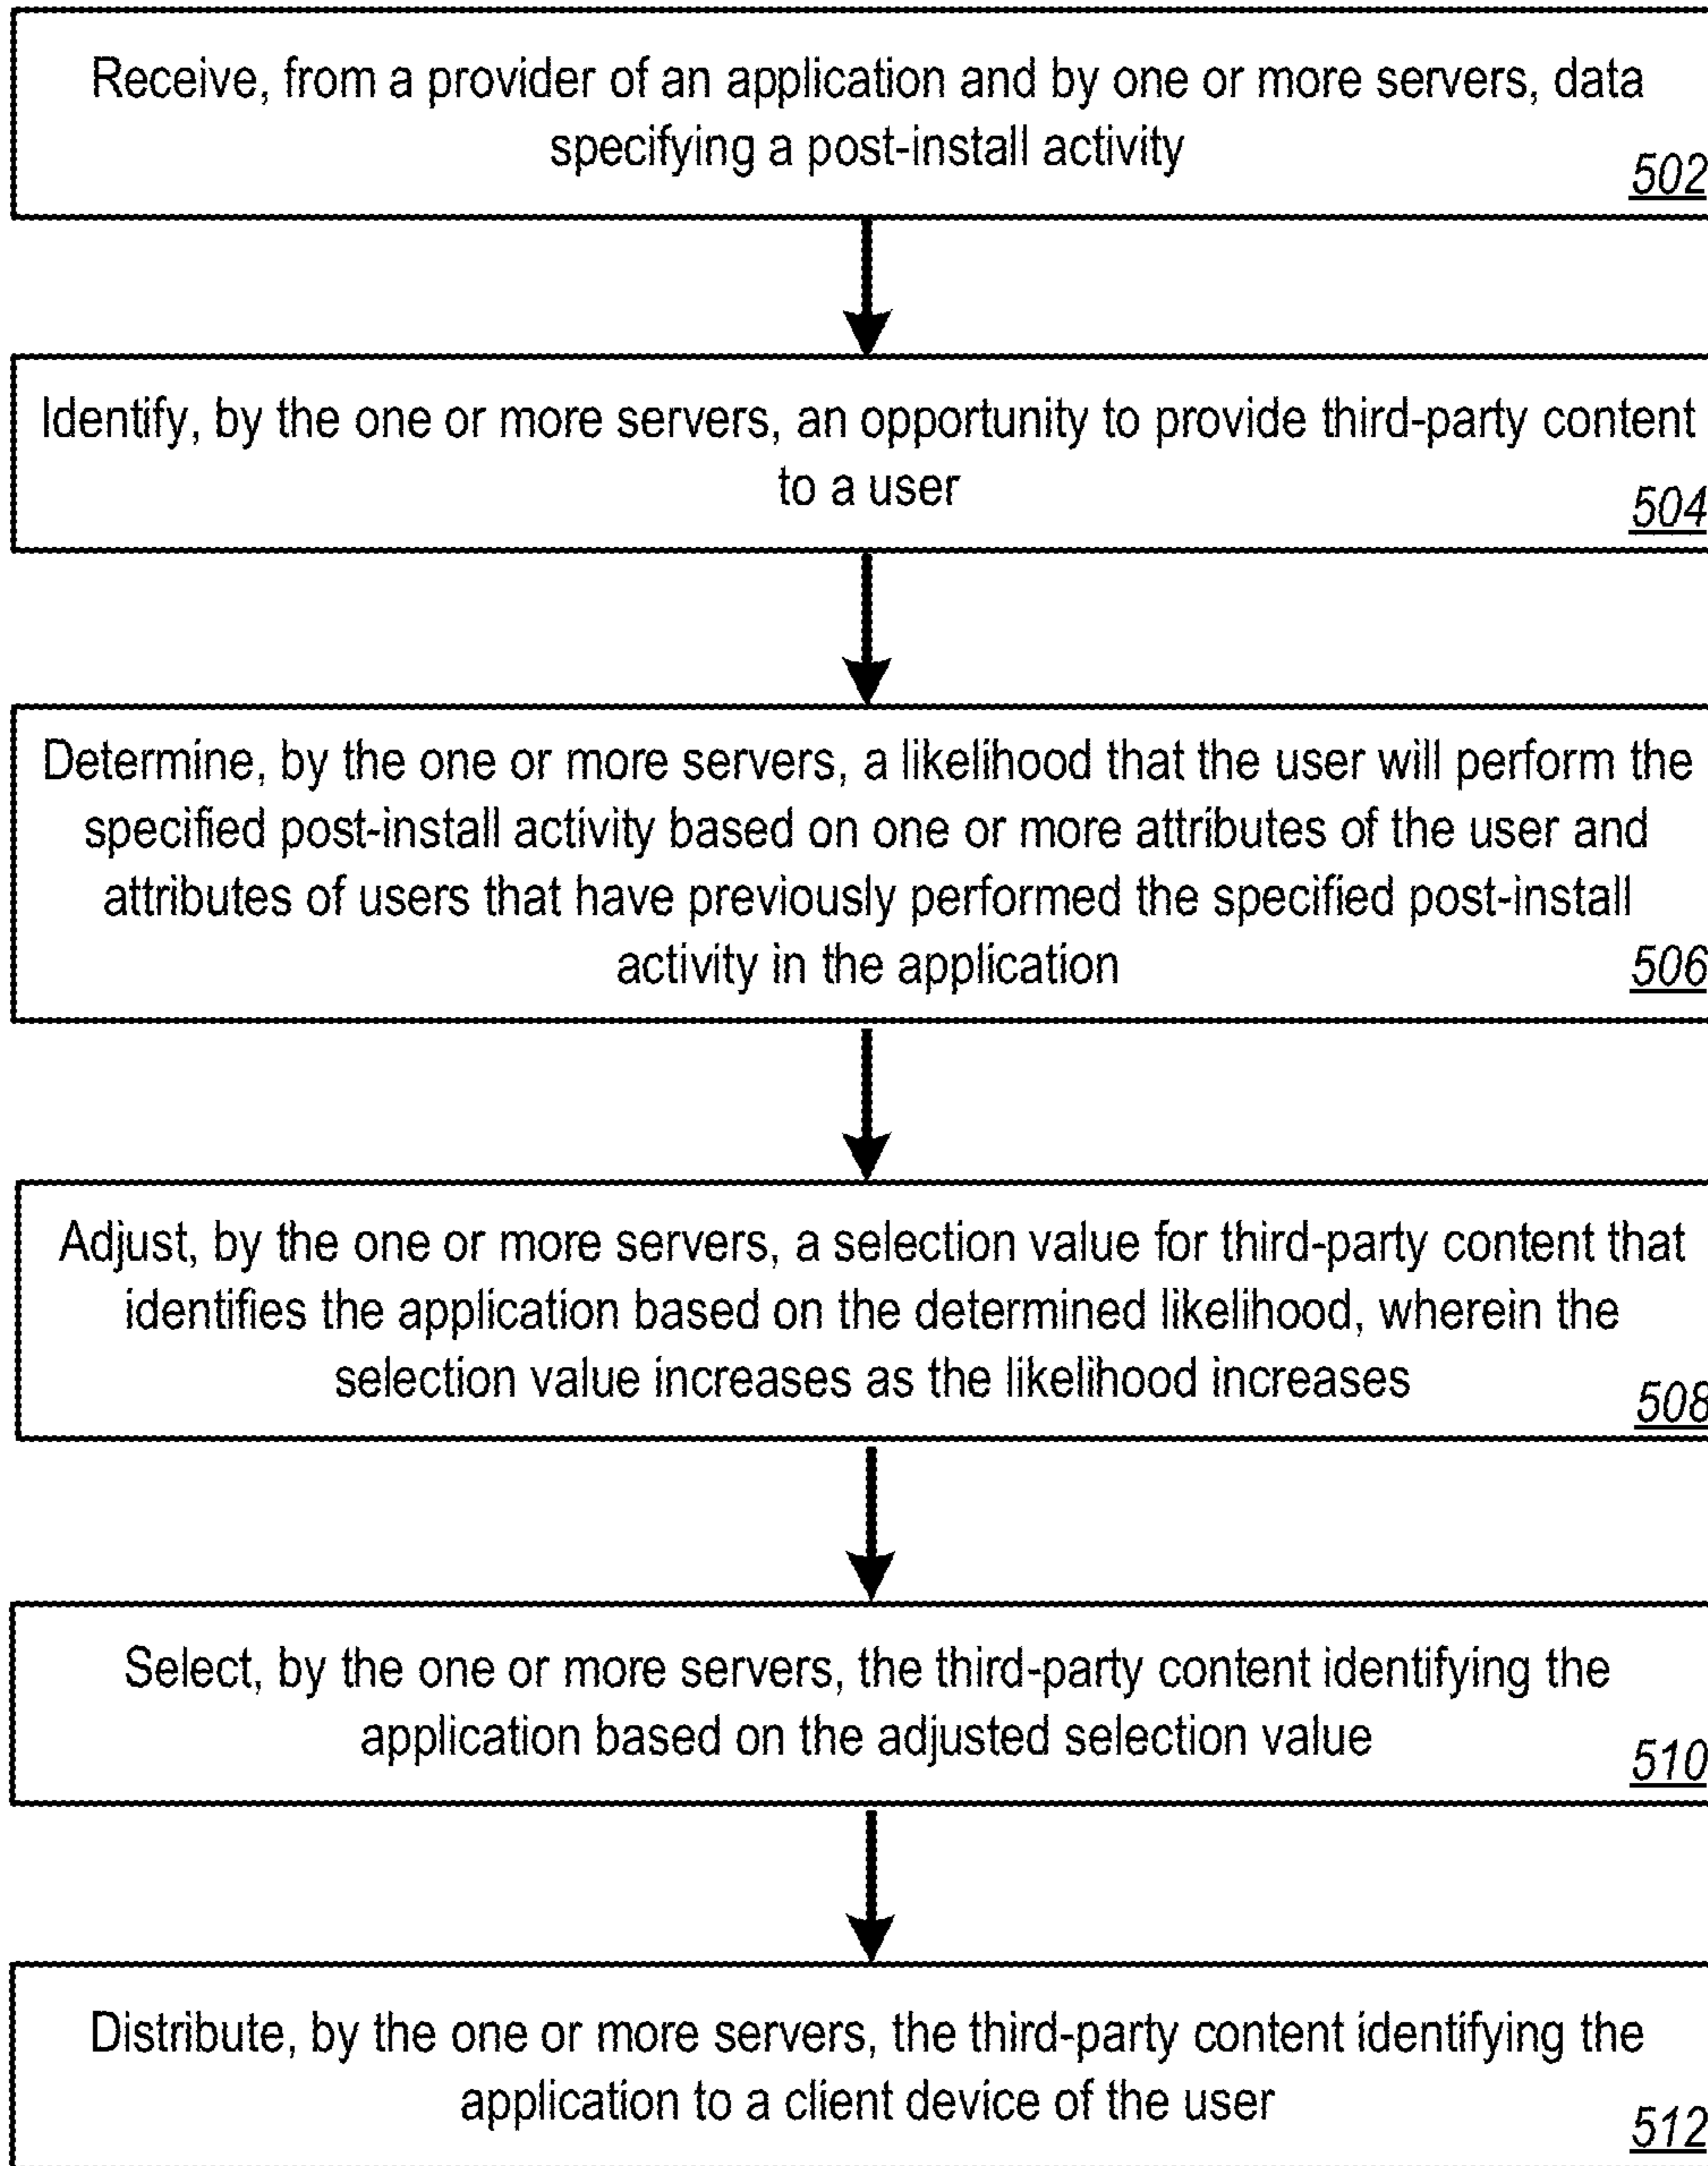 Receive, from a provider of an application and by one or more servers, data
specifying a post-install activity
502
Identify, by the one or more servers, an opportunity to provide third-party content
to a user
504
Determine, by the one or more servers, a likelihood that the user will perform the
specified post-install activity based on one or more attributes of the user and
attributes of users that have previously performed the specified post-install
activity in the application
506
Adjust, by the one or more servers, a selection value for third-party content that
identifies the application based on the determined likelihood, wherein the
selection value increases as the likelihood increases
508
Select, by the one or more servers, the third-party content identifying the
application based on the adjusted selection value
510
Distribute, by the one or more servers, the third-party content identifying the
application to a client device of the user
512